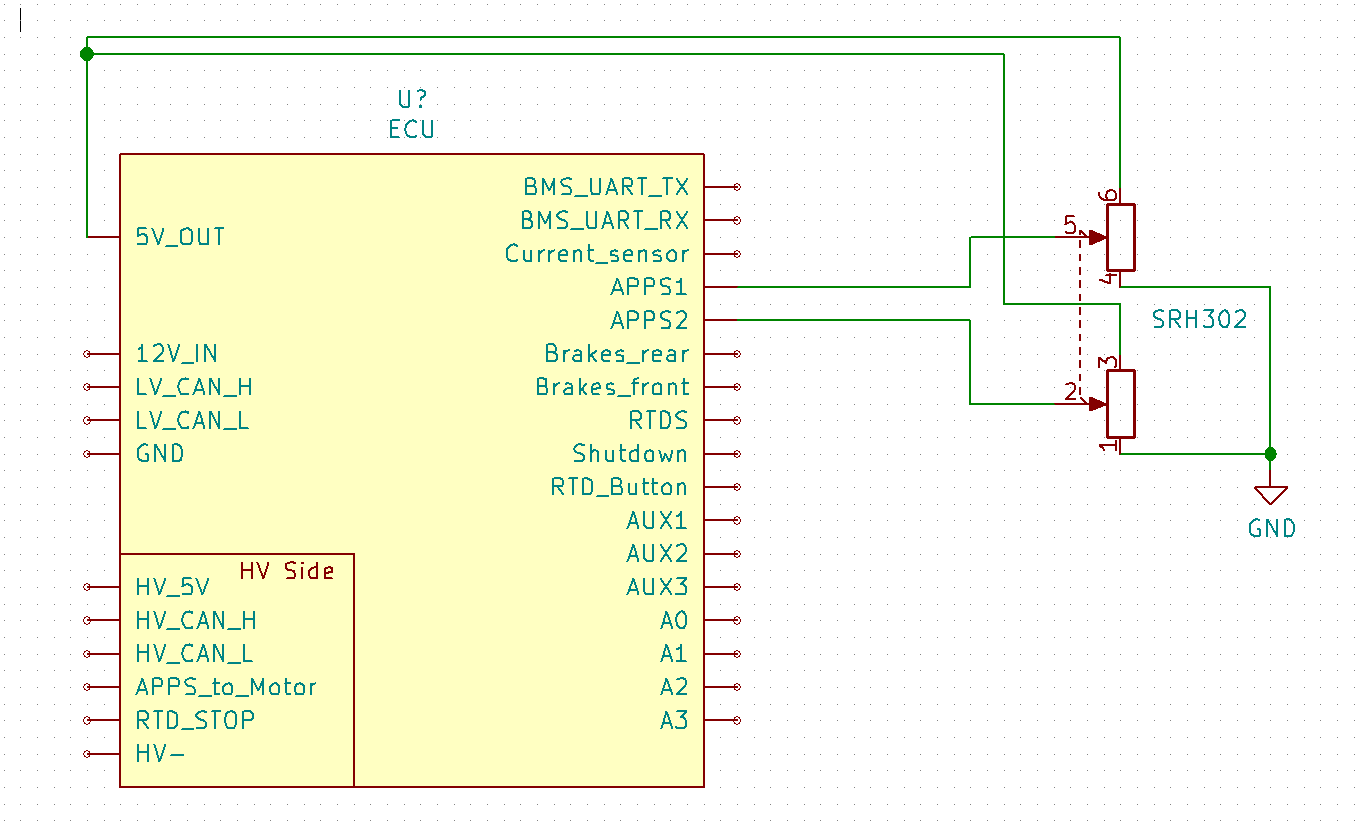 U?
ECU
5V_OUT
12V_IN
LV_CAN_H
LV_CAN_L
GND
HV Side
HV_5V
HV_CAN_H
HV_CAN_L
APPS_to_Motor
RTD_STOP
HV-
BMS_UART_TX
BMS_UART_RX
Current_sensor
APPS1
APPS2
Brakes_rear
Brakes_front
RTDS
Shutdown
RTD_Button
AUX1
AUX2
AUX3
A0
A1
A2
A3
6
5
4
SRH302
3
2
1
GND